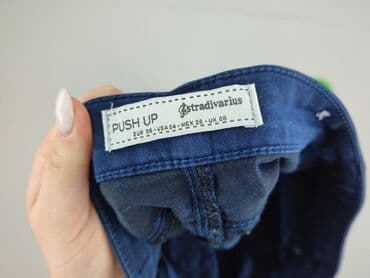 stradivarius
PUSH UP
EUR 36 • USA 04 • MEX 26 • UK 08